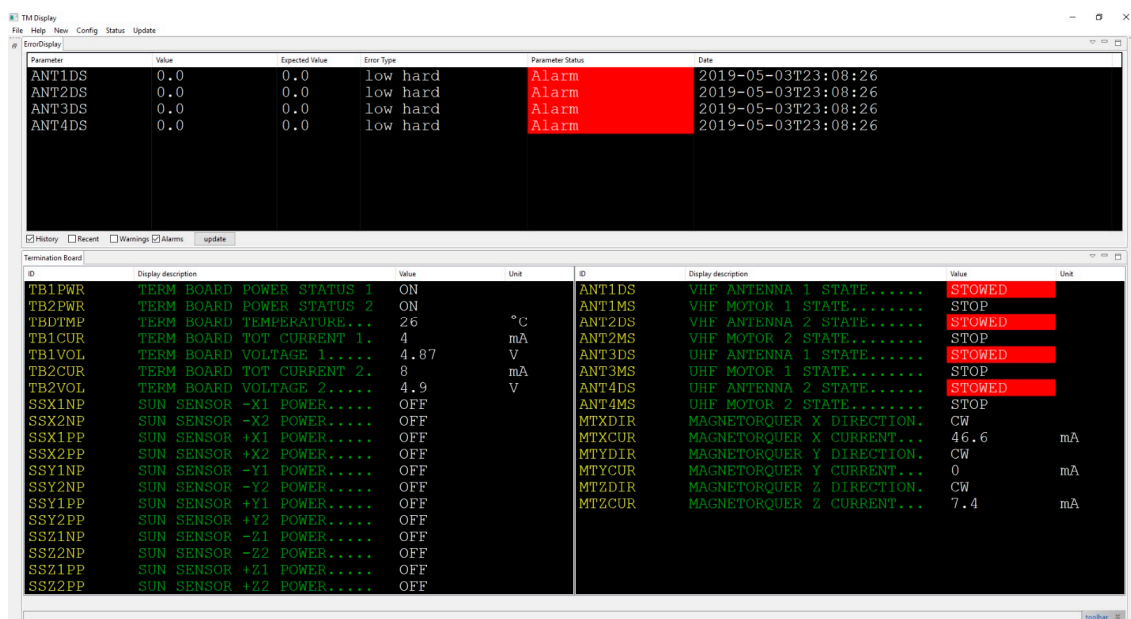 TM Display
File Help New Config Status Update
ErrorDisplay
Parameter Value Expected Value Error Type Parameter Status Date
ANT1DS 0.0 0.0 low hard Alarm 2019-05-03T23:08:26
ANT2DS 0.0 0.0 low hard Alarm 2019-05-03T23:08:26
ANT3DS 0.0 0.0 low hard Alarm 2019-05-03T23:08:26
ANT4DS 0.0 0.0 low hard Alarm 2019-05-03T23:08:26
History Recent Warnings Alarms update
Termination Board
ID Display description Value Unit ID Display description Value Unit
TB1PWR TERM BOARD POWER STATUS 1 ON ANT1DS VHF ANTENNA 1 STATE...... STOWED
TB2PWR TERM BOARD POWER STATUS 2 ON ANT1MS VHF MOTOR 1 STATE........ STOP
TBDTMP TERM BOARD TEMPERATURE... 26 °C ANT2DS VHF ANTENNA 2 STATE...... STOWED
TB1CUR TERM BOARD TOT CURRENT 1. 4 mA ANT2MS VHF MOTOR 2 STATE........ STOP
TB1VOL TERM BOARD VOLTAGE 1..... 4.87 V ANT3DS UHF ANTENNA 1 STATE...... STOWED
TB2CUR TERM BOARD TOT CURRENT 2. 8 mA ANT3MS UHF MOTOR 1 STATE........ STOP
TB2VOL TERM BOARD VOLTAGE 2..... 4.9 V ANT4DS UHF ANTENNA 2 STATE...... STOWED
SSX1NP SUN SENSOR -X1 POWER..... OFF ANT4MS UHF MOTOR 2 STATE........ STOP
SSX2NP SUN SENSOR -X2 POWER..... OFF MTXDIR MAGNETORQUER X DIRECTION. CW
SSX1PP SUN SENSOR +X1 POWER..... OFF MTXCUR MAGNETORQUER X CURRENT... 46.6 mA
SSX2PP SUN SENSOR +X2 POWER..... OFF MTYDIR MAGNETORQUER Y DIRECTION. CW
SSY1NP SUN SENSOR -Y1 POWER..... OFF MTYCUR MAGNETORQUER Y CURRENT... 0 mA
SSY2NP SUN SENSOR -Y2 POWER..... OFF MTZDIR MAGNETORQUER Z DIRECTION. CW
SSY1PP SUN SENSOR +Y1 POWER..... OFF MTZCUR MAGNETORQUER Z CURRENT... 7.4 mA
SSY2PP SUN SENSOR +Y2 POWER..... OFF
SSZ1NP SUN SENSOR -Z1 POWER..... OFF
SSZ2NP SUN SENSOR -Z2 POWER..... OFF
SSZ1PP SUN SENSOR +Z1 POWER..... OFF
SSZ2PP SUN SENSOR +Z2 POWER..... OFF
toolbar